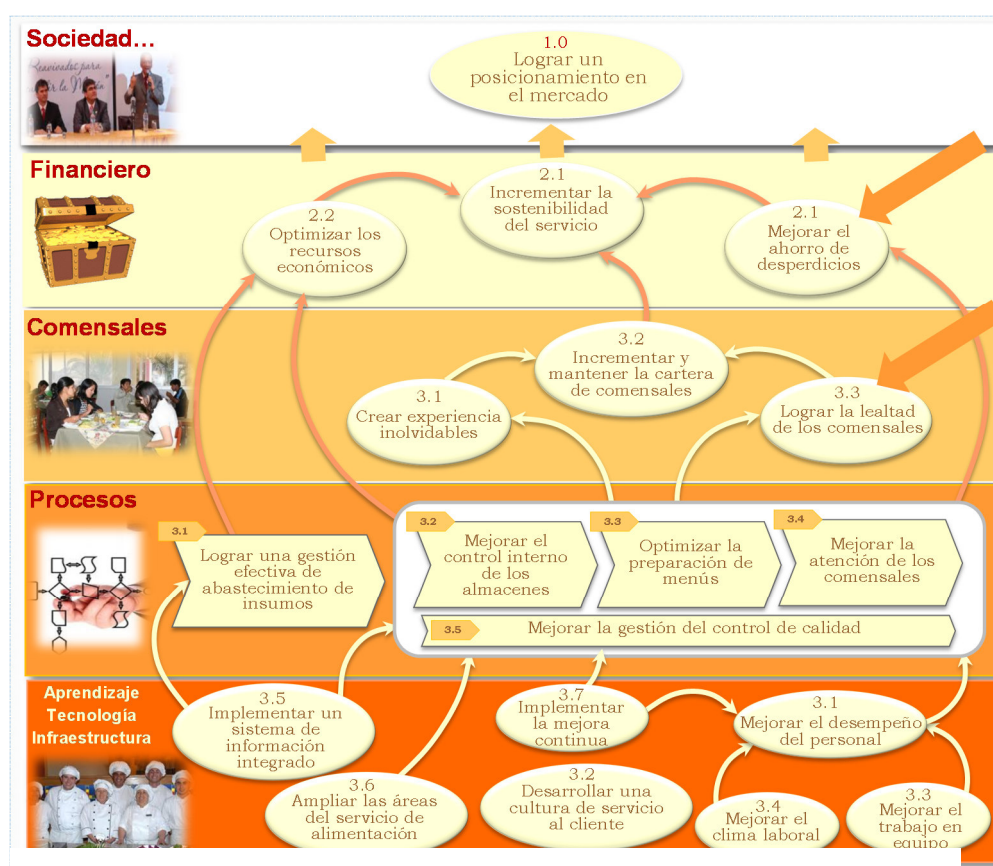 Sociedad...
1.0
Lograr un
posicionamiento en
el mercado
Financiero
2.1
Incrementar la
sostenibilidad
del servicio
2.2
Optimizar los
recursos
económicos
2.1
Mejorar el
ahorro de
desperdicios
Comensales
3.2
Incrementar y
mantener la cartera
de comensales
3.1
Crear experiencia
inolvidables
3.3
Lograr la lealtad
de los comensales
Procesos
3.1
Lograr una gestión
efectiva de
abastecimiento de
insumos
3.2
Mejorar el
control interno
de los
almacenes
3.3
Optimizar la
preparación de
menús
3.4
Mejorar la
atención de los
comensales
3.5
Mejorar la gestión del control de calidad
Aprendizaje
Tecnología
Infraestructura
3.5
Implementar un
sistema de
información
integrado
3.7
Implementar
la mejora
continua
3.1
Mejorar el desempeño
del personal
3.6
Ampliar las áreas
del servicio de
alimentación
3.2
Desarrollar una
cultura de servicio
al cliente
3.4
Mejorar el
clima laboral
3.3
Mejorar el
trabajo en
equipo